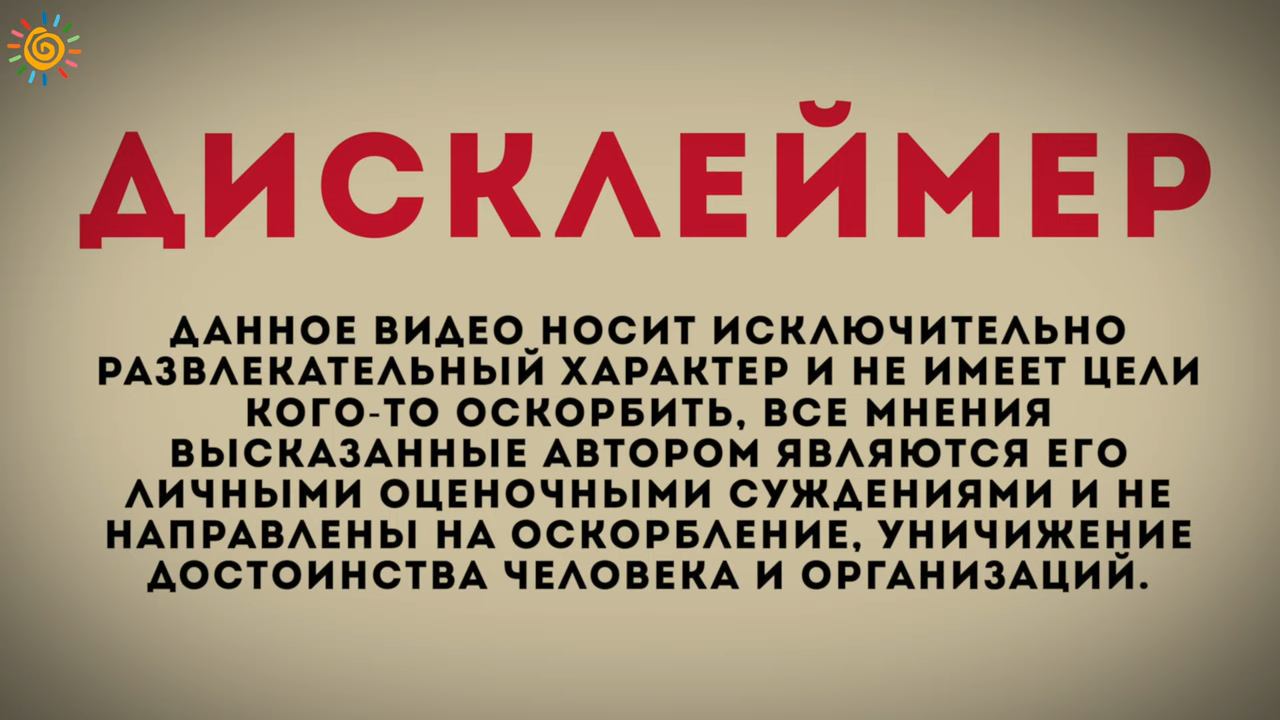 ДИСКЛЕЙМЕР
ДАННОЕ ВИДЕО НОСИТ ИСКЛЮЧИТЕЛЬНО
РАЗВЛЕКАТЕЛЬНЫЙ ХАРАКТЕР И НЕ ИМЕЕТ ЦЕЛИ
КОГО-ТО ОСКОРБИТЬ, ВСЕ МНЕНИЯ
ВЫСКАЗАННЫЕ АВТОРОМ ЯВЛЯЮТСЯ ЕГО
ЛИЧНЫМИ ОЦЕНОЧНЫМИ СУЖДЕНИЯМИ И НЕ
НАПРАВЛЕНЫ НА ОСКОРБЛЕНИЕ, УНИЧИЖЕНИЕ
ДОСТОИНСТВА ЧЕЛОВЕКА И ОРГАНИЗАЦИЙ.